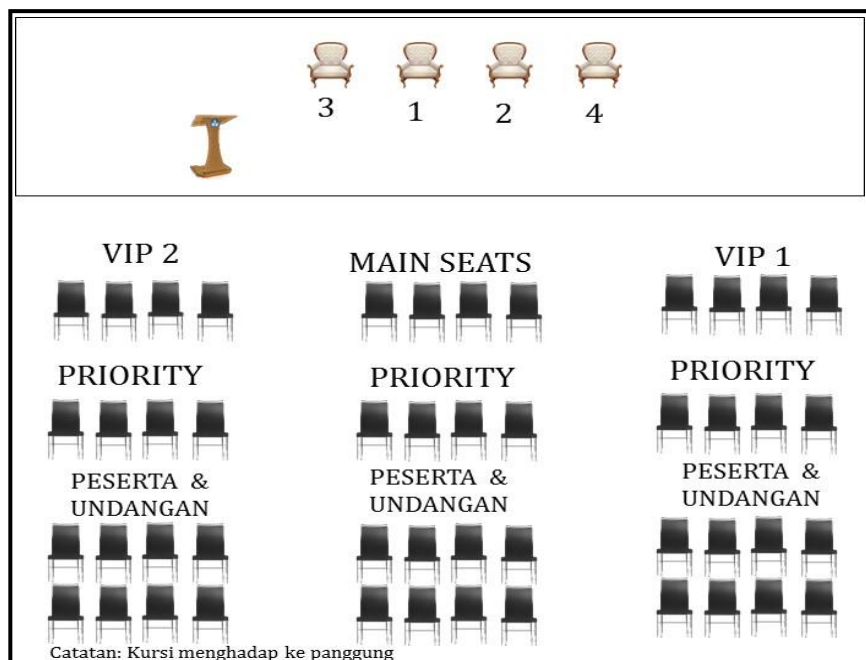 3 1 2 4
VIP 2
MAIN SEATS
VIP 1
PRIORITY
PRIORITY
PRIORITY
PESERTA &
UNDANGAN
PESERTA &
UNDANGAN
PESERTA &
UNDANGAN
Catatan: Kursi menghadap ke panggung